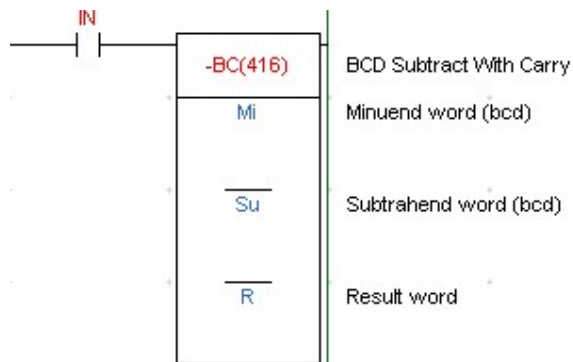 IN
-BC(416) BCD Subtract With Carry
Mi Minuend word (bcd)
Su Subtrahend word (bcd)
R Result word